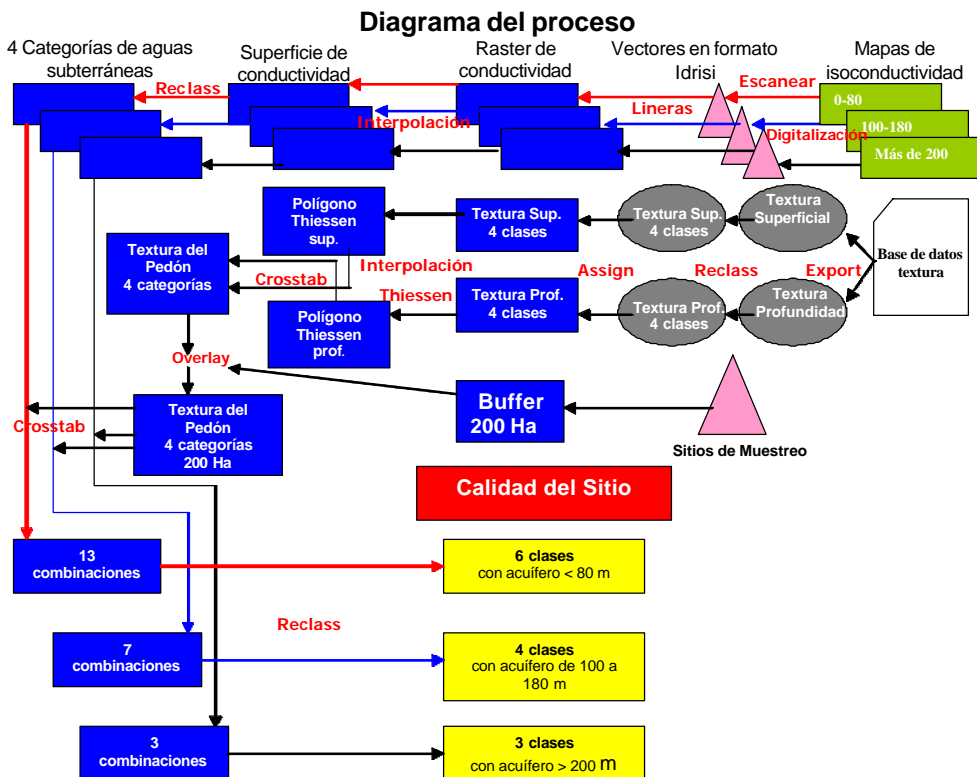 Diagrama del proceso
4 Categorías de aguas
subterráneas
Superficie de
conductividad
Raster de
conductividad
Vectores en formato
Idrisi
Mapas de
isoconductividad
Reclass
Interpolación
Lineras
Escanear
Digitalización
0-80
100-180
Más de 200
Polígono
Thiessen
sup.
Textura Sup.
4 clases
Textura Sup.
4 clases
Textura
Superficial
Base de datos
textura
Textura del
Pedón
4 categorías
Crosstab
Interpolación
Thiessen
Assign
Reclass
Export
Polígono
Thiessen
prof.
Textura Prof.
4 clases
Textura Prof.
4 clases
Textura
Profundidad
Overlay
Buffer
200 Ha
Sitios de Muestreo
Crosstab
Textura del
Pedón
4 categorías
200 Ha
Calidad del Sitio
13
combinaciones
6 clases
con acuífero < 80 m
Reclass
7
combinaciones
4 clases
con acuífero de 100 a
180 m
3
combinaciones
3 clases
con acuífero > 200 m